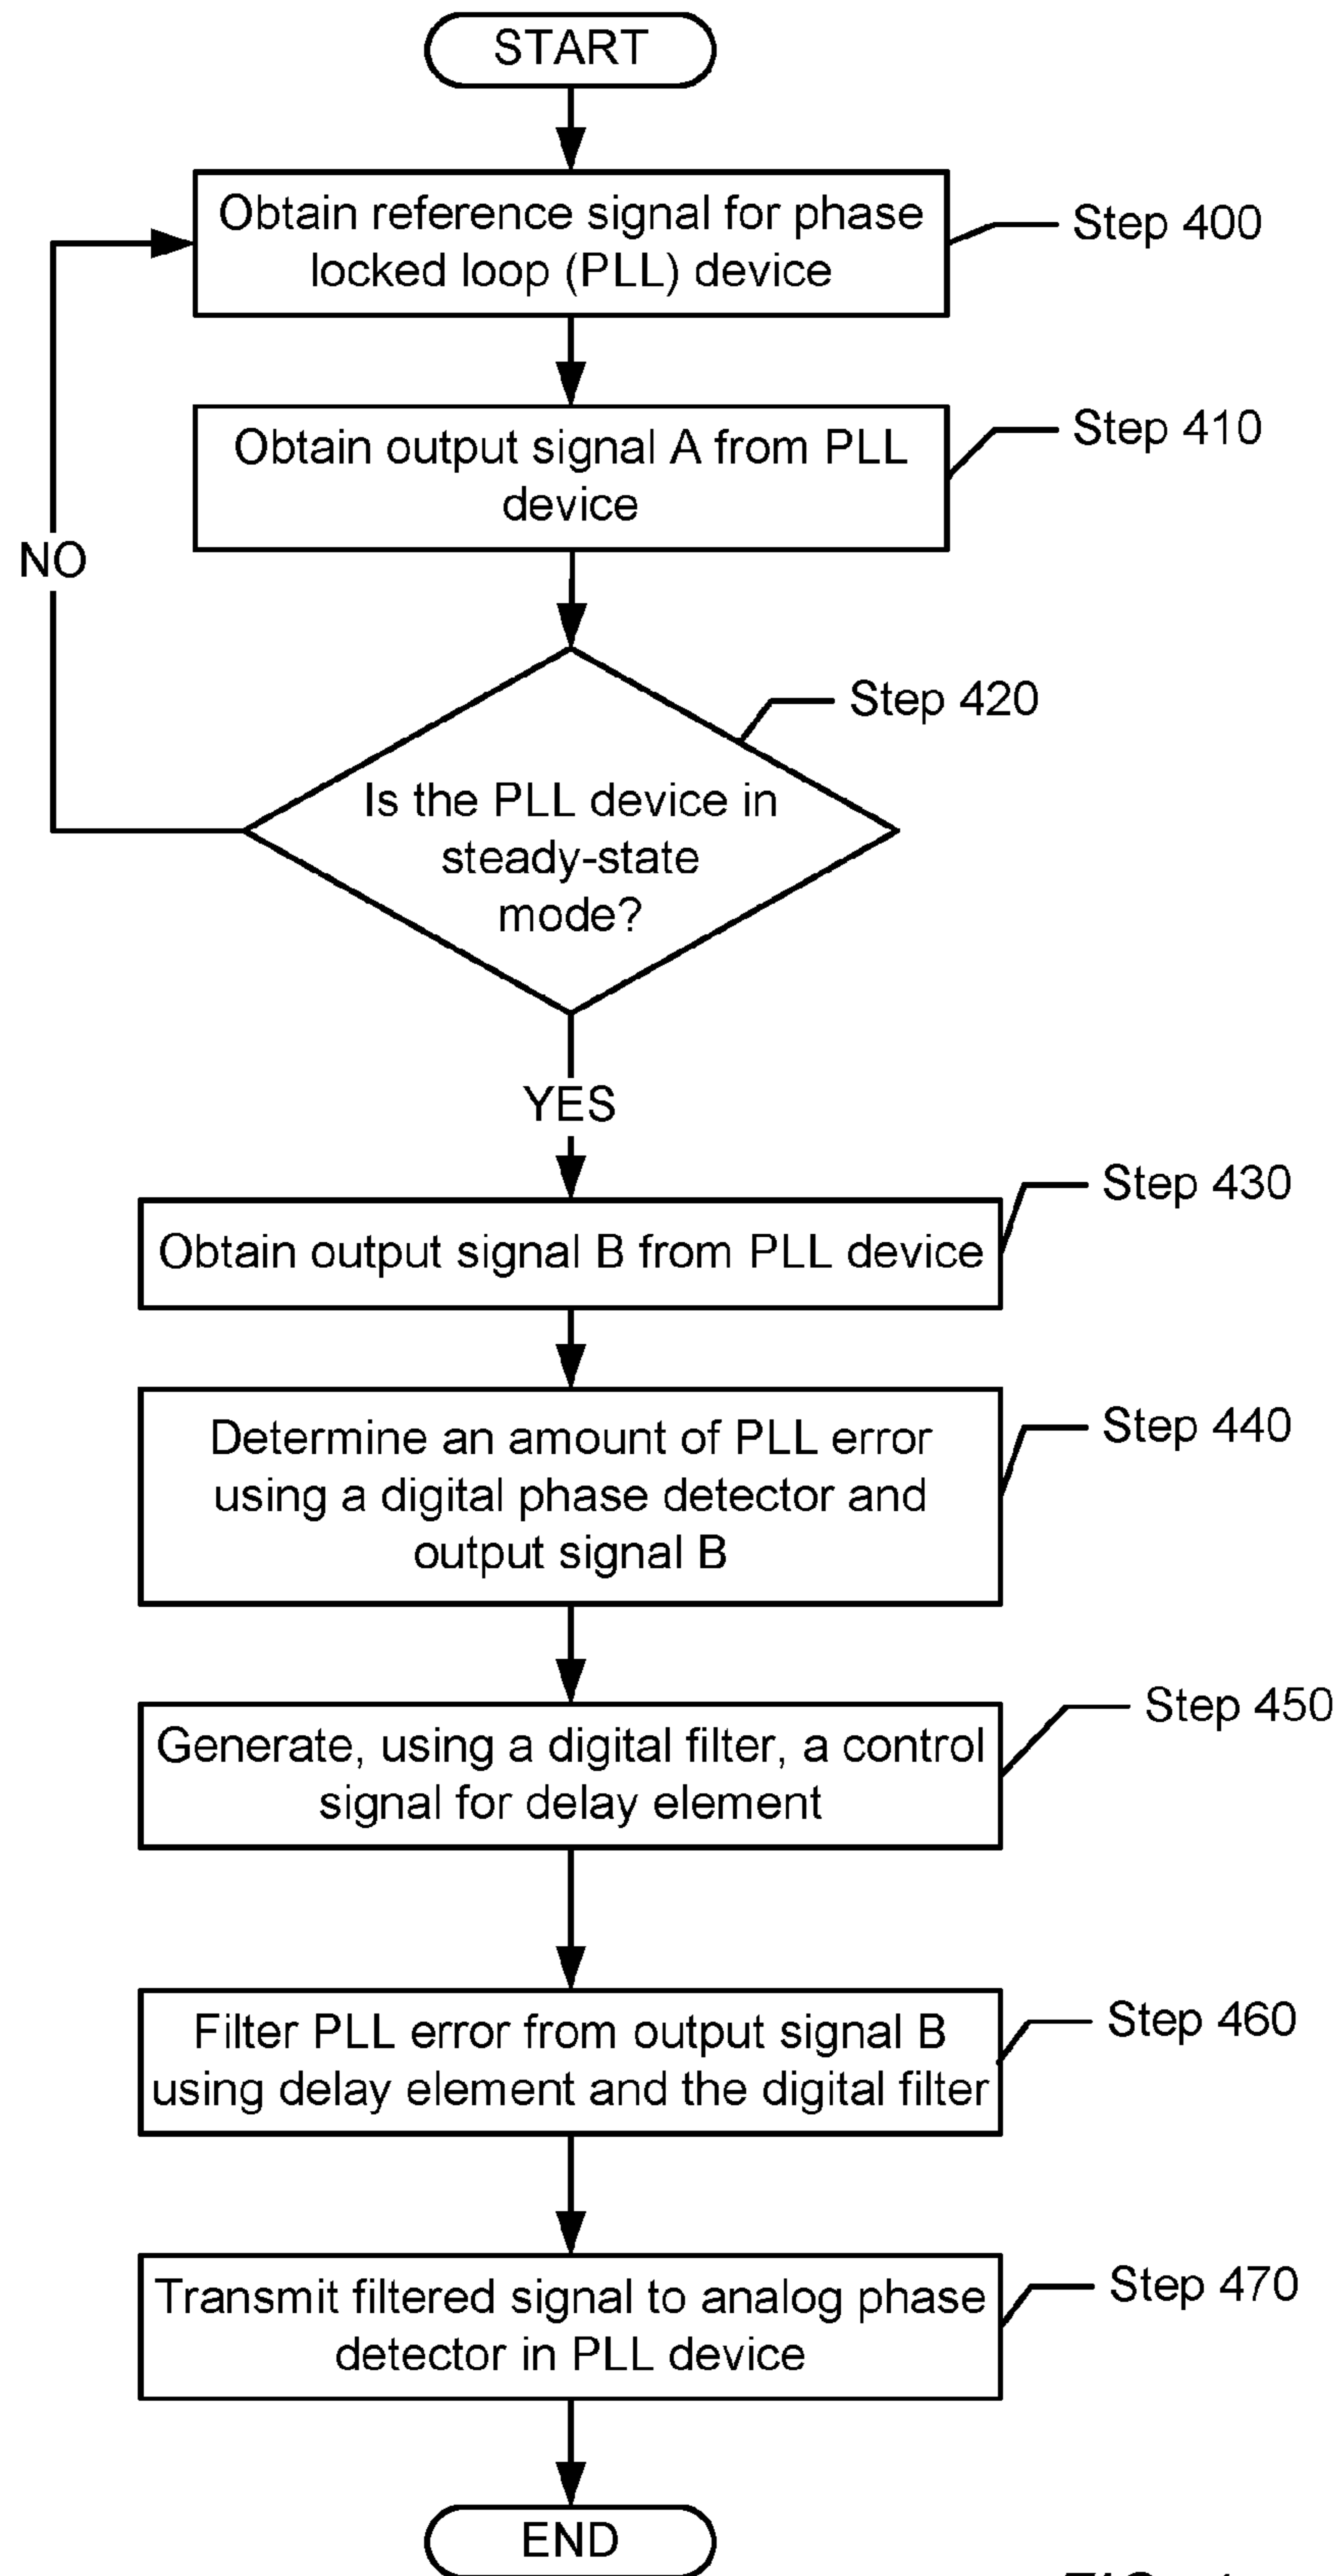 START
Obtain reference signal for phase
locked loop (PLL) device
Step 400
Obtain output signal A from PLL
device
Step 410
NO
Step 420
Is the PLL device in
steady-state
mode?
YES
Step 430
Obtain output signal B from PLL device
Determine an amount of PLL error
using a digital phase detector and
output signal B
Step 440
Generate, using a digital filter, a control
signal for delay element
Step 450
Filter PLL error from output signal B
using delay element and the digital filter
Step 460
Transmit filtered signal to analog phase
detector in PLL device
Step 470
END